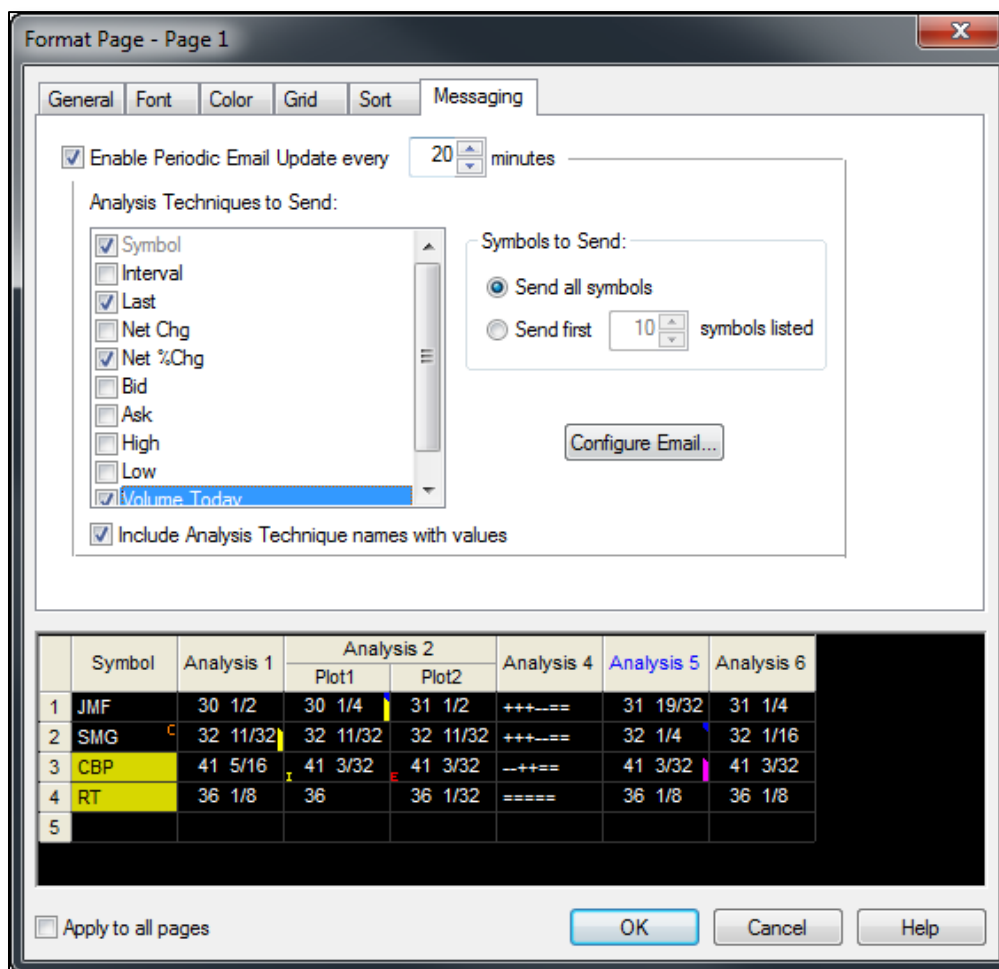 Format Page - Page 1
x
General Font Color Grid Sort Messaging
Enable Periodic Email Update every 20 minutes
Analysis Techniques to Send:
Symbol
Interval
Last
Net Chg
Net %Chg
Bid
Ask
High
Low
Volume Today
Symbols to Send:
Send all symbols
Send first 10 symbols listed
Configure Email...
Include Analysis Technique names with values
Symbol Analysis 1 Analysis 2 Analysis 4 Analysis 5 Analysis 6
Plot1 Plot2
1 JMF 30 1/2 30 1/4 31 1/2 +++--== 31 19/32 31 1/4
2 SMG C 32 11/32 32 11/32 32 11/32 +++--== 32 1/4 32 1/16
3 CBP 41 5/16 I 41 3/32 E 41 3/32 --++== 41 3/32 41 3/32
4 RT 36 1/8 36 36 1/32 ===== 36 1/8 36 1/8
5
Apply to all pages OK Cancel Help